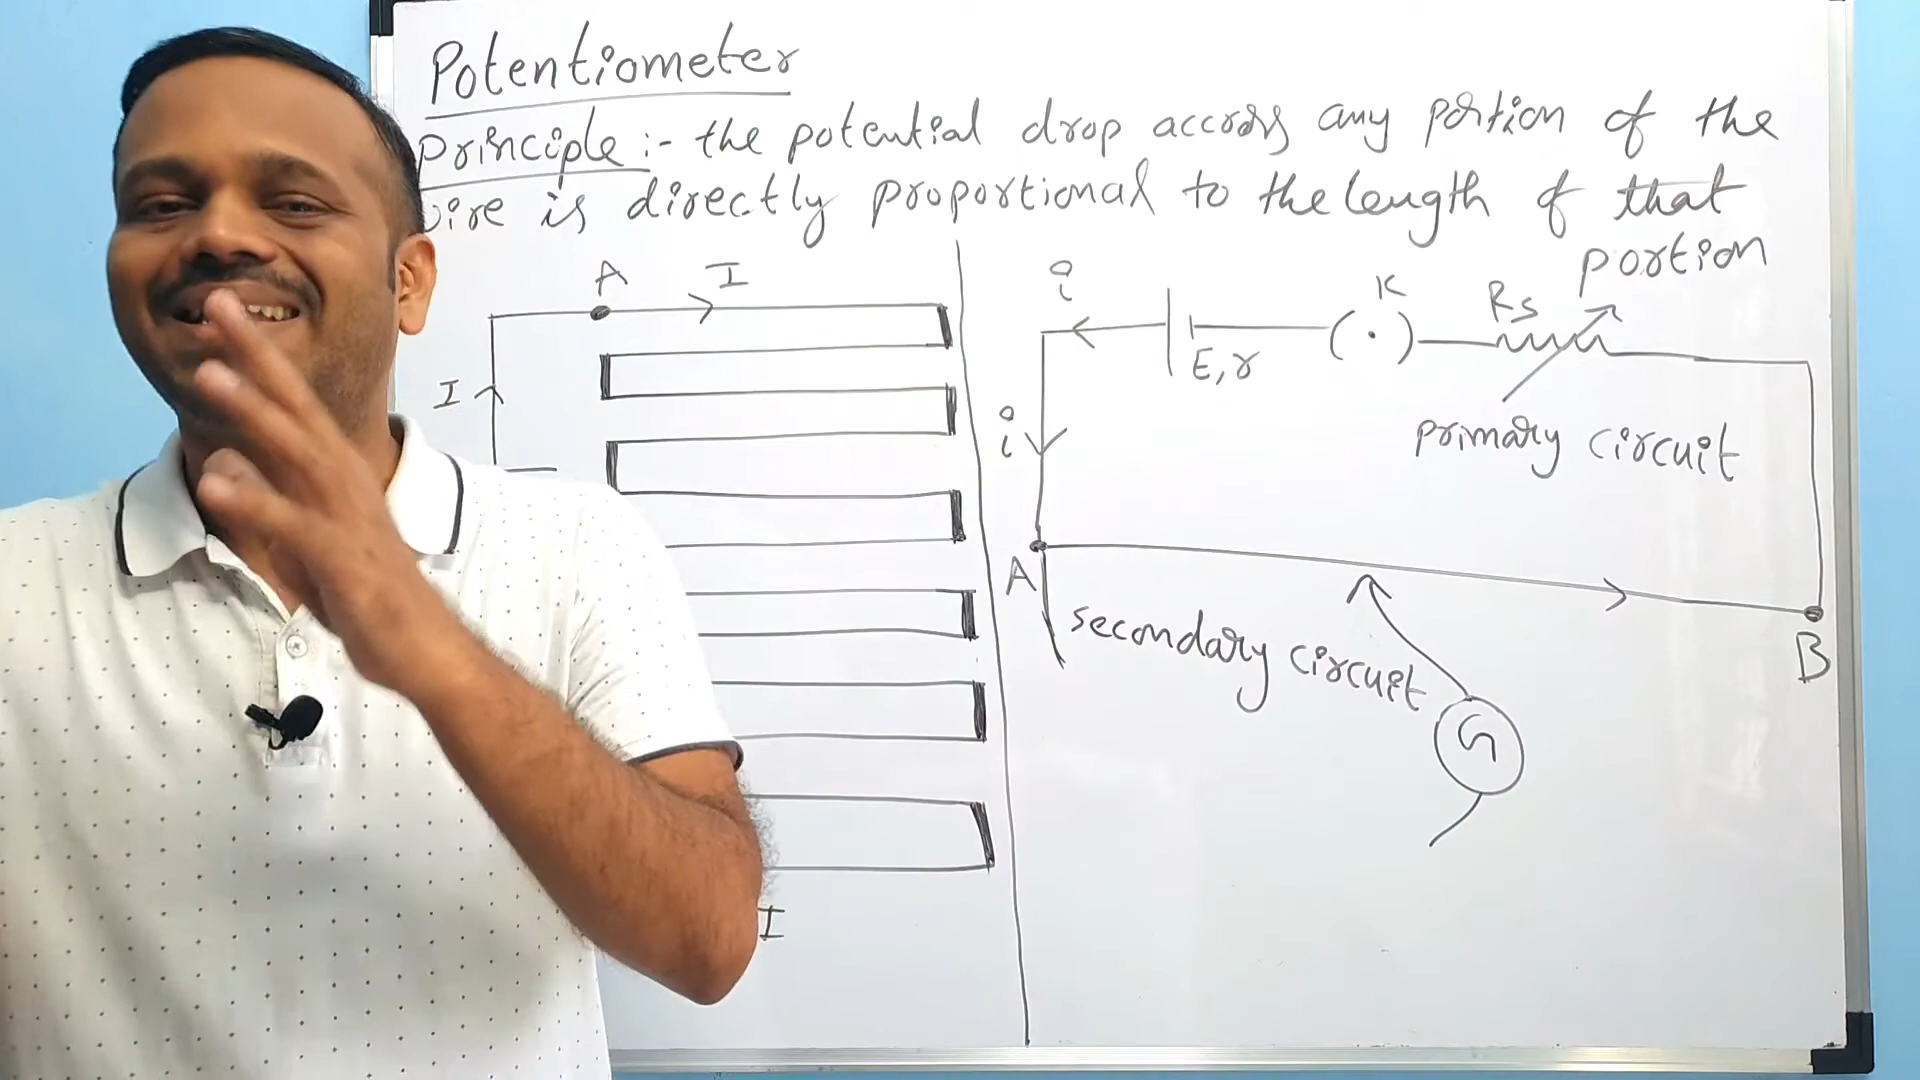 Potentiometer
Principle :- the potential drop accross any portion of the
wire is directly proportional to the length of that
portion
A I
I
I
i
E, r
K
Rs
i
primary circuit
A
B
secondary circuit
G